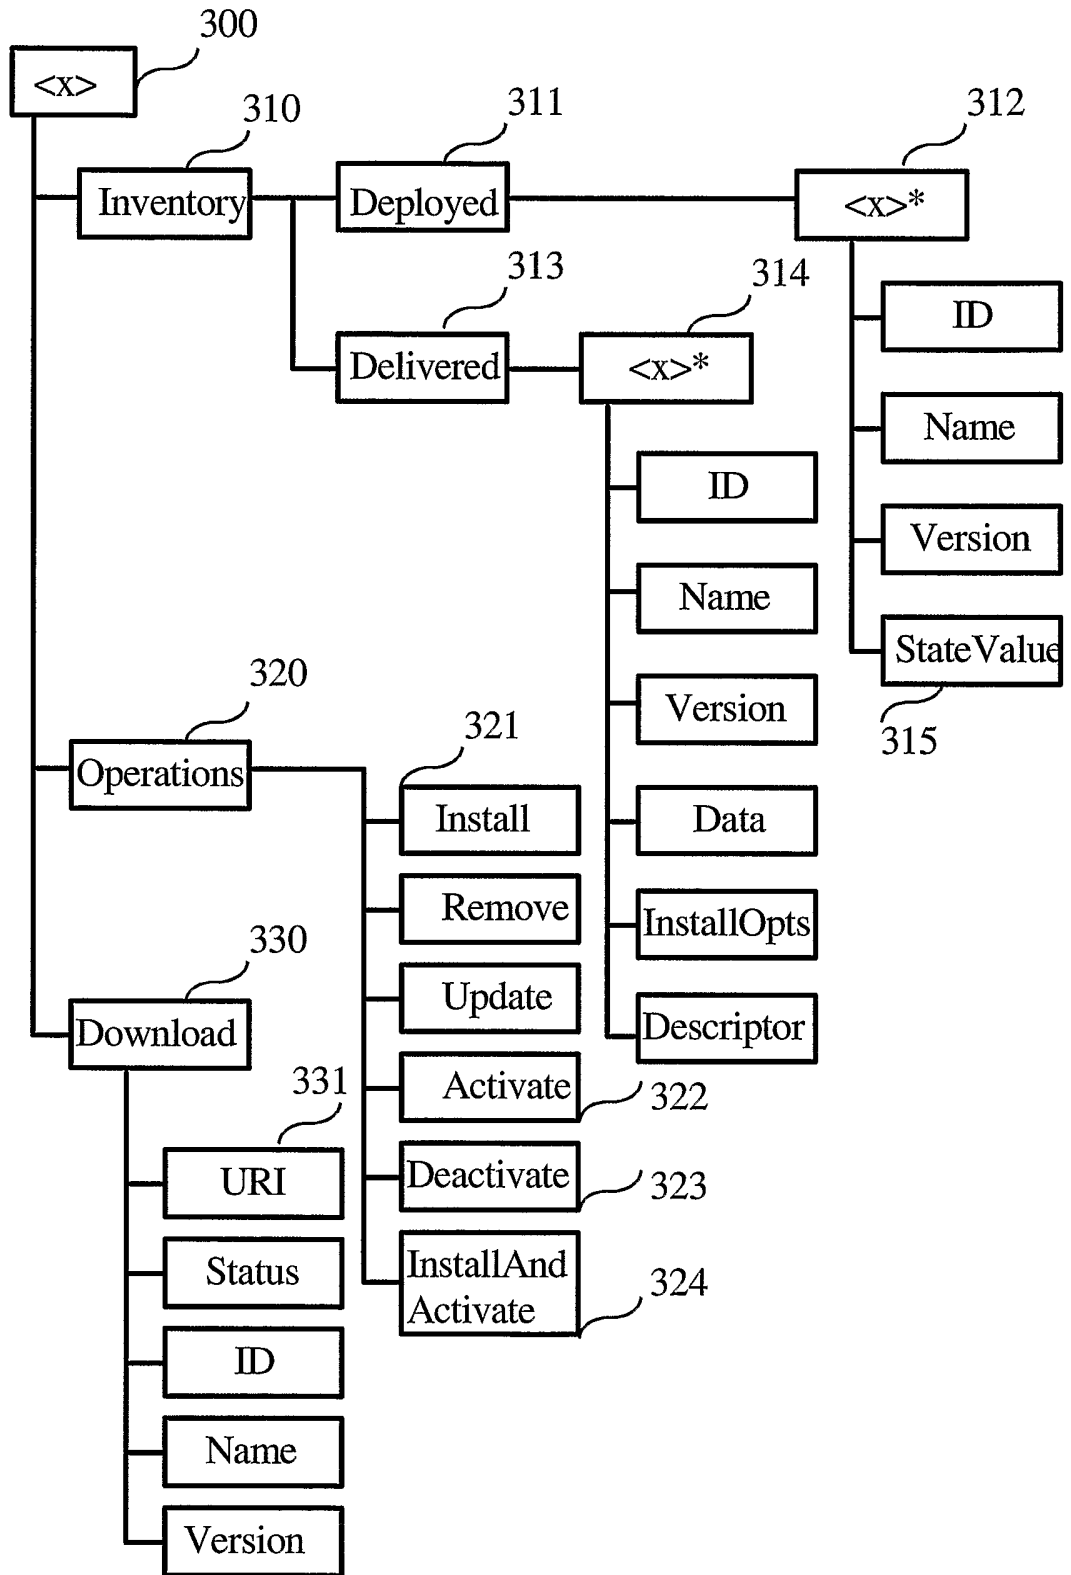 300
<x>
310
Inventory
311
Deployed
312
<x>*
ID
Name
Version
StateValue
315
313
Delivered
314
<x>*
ID
Name
Version
Data
InstallOpts
Descriptor
320
Operations
321
Install
Remove
Update
Activate
322
Deactivate
323
InstallAnd
Activate
324
330
Download
331
URI
Status
ID
Name
Version